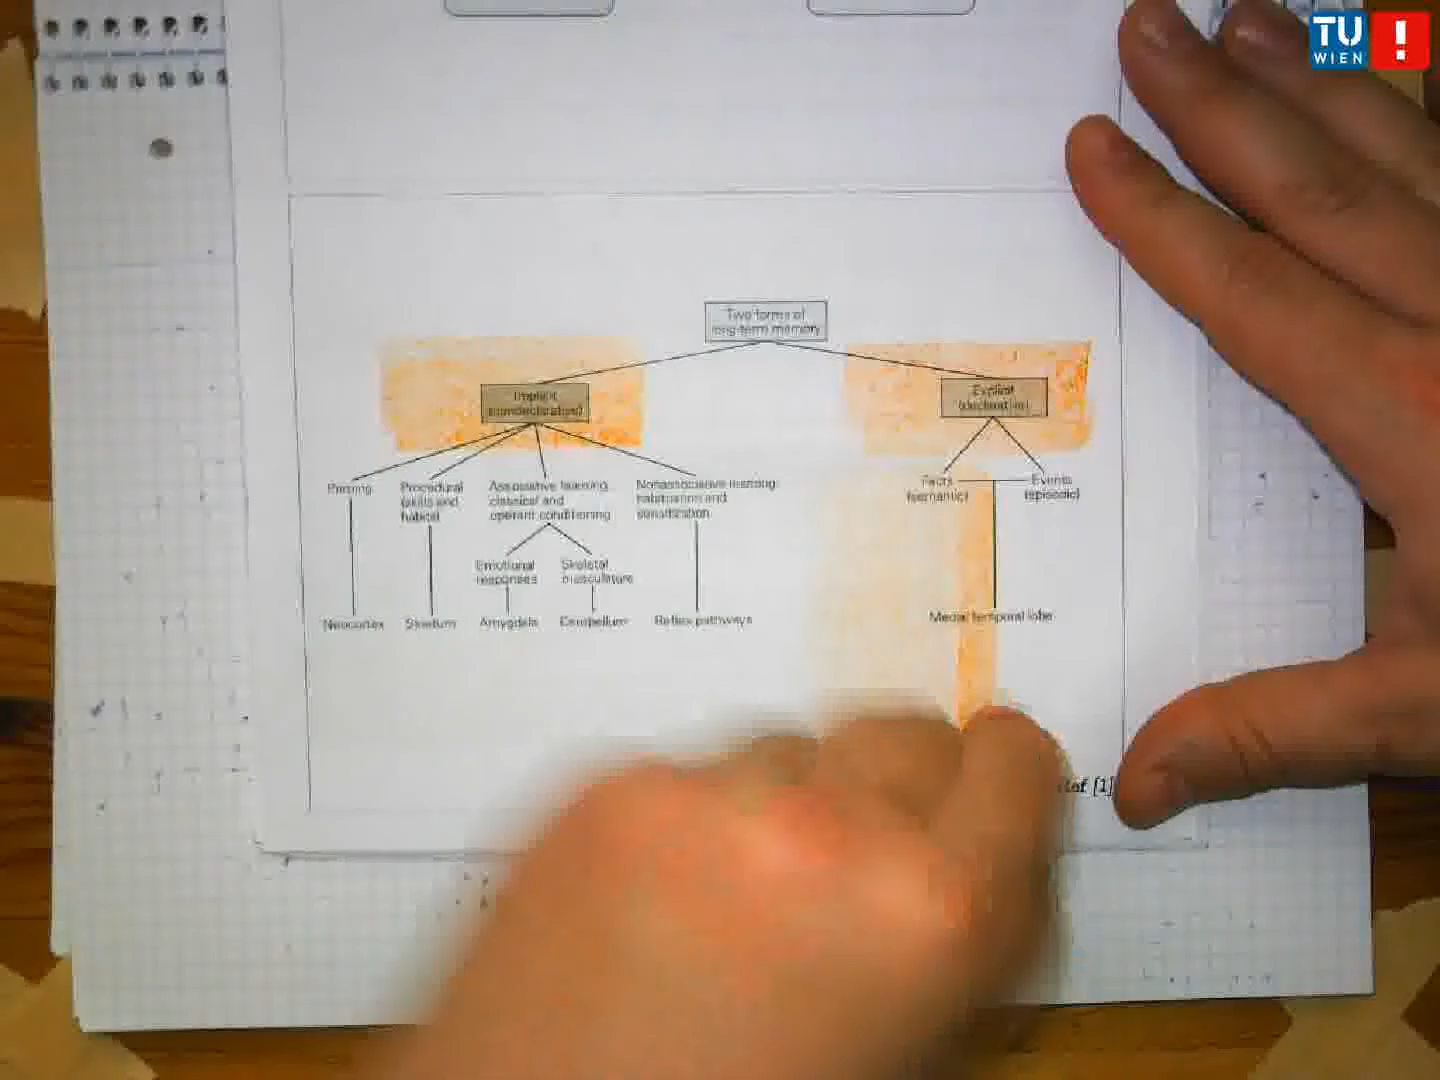 TU
WIEN
!
Two forms of
long-term memory
Implicit
(nondeclarative)
Explicit
(declarative)
Priming
Procedural
(skills and
habits)
Associative learning:
classical and
operant conditioning
Nonassociative learning:
habituation and
sensitization
Facts
(semantic)
Events
(episodic)
Emotional
responses
Skeletal
musculature
Neocortex
Striatum
Amygdala
Cerebellum
Reflex pathways
Medial temporal lobe
[1]